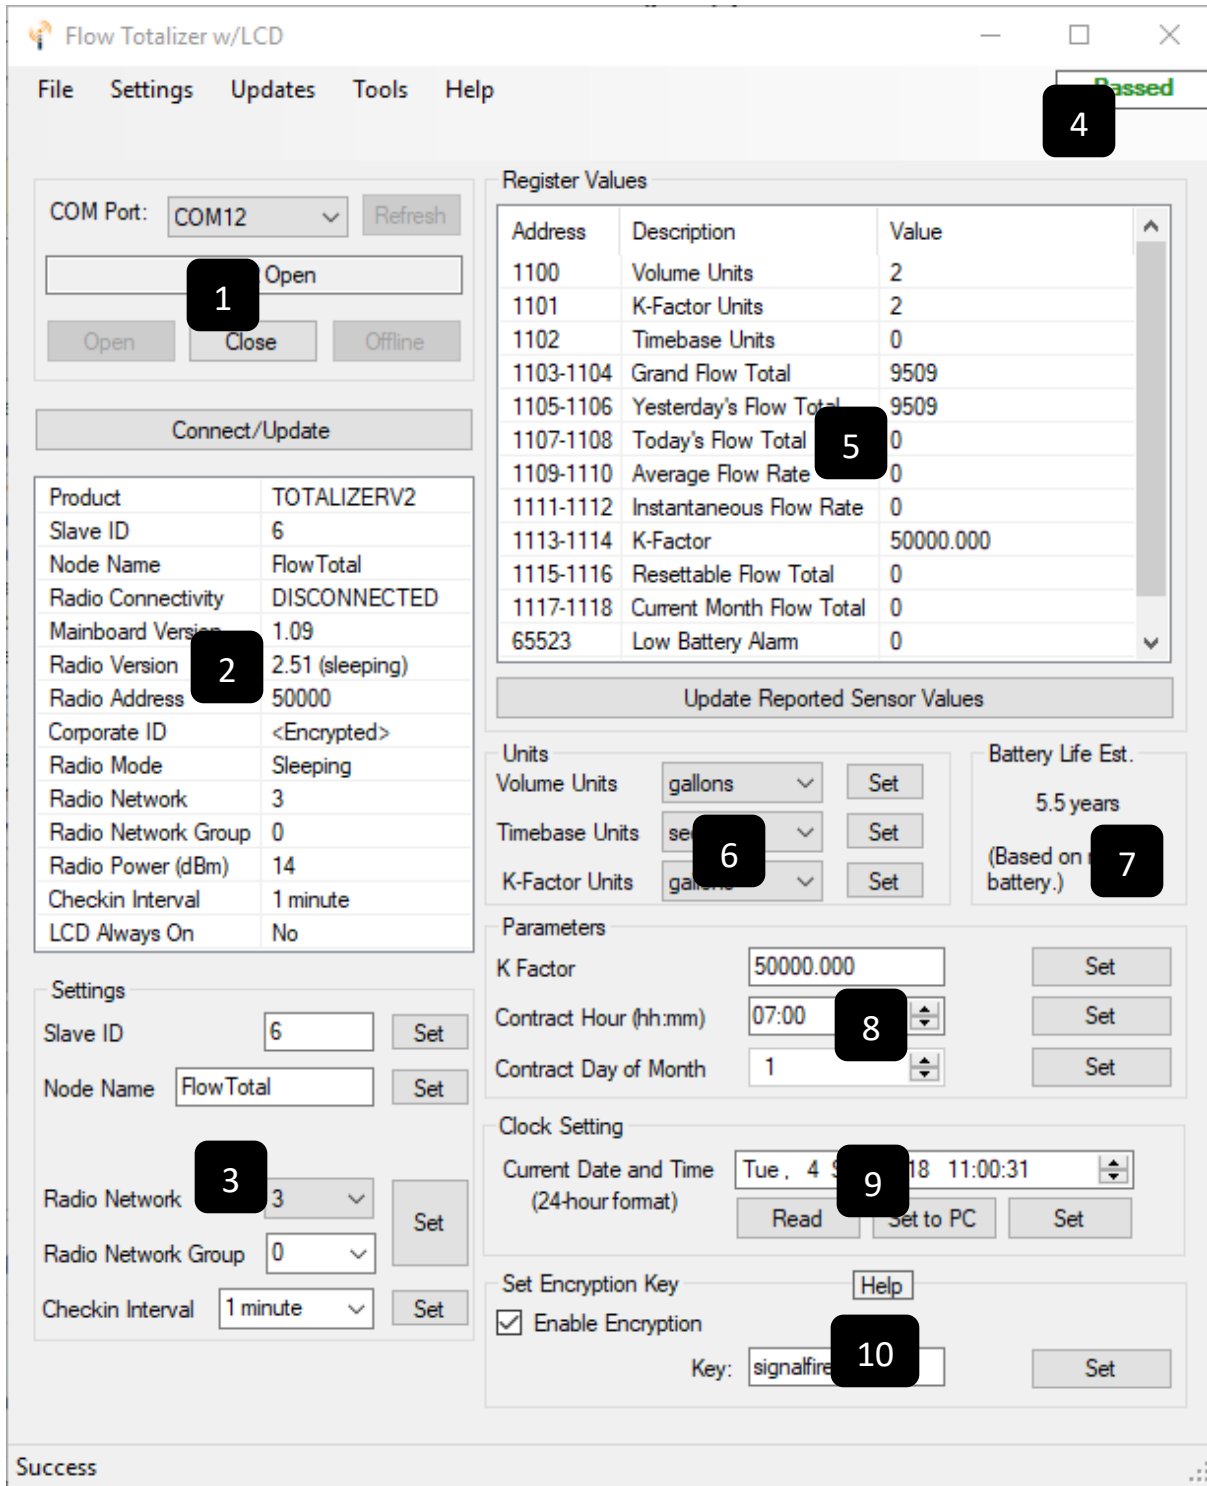 Flow Totalizer w/LCD
File Settings Updates Tools Help
Passed
4
COM Port: COM12 Refresh
Open
1
Open Close Offline
Connect/Update
Product TOTALIZERV2
Slave ID 6
Node Name FlowTotal
Radio Connectivity DISCONNECTED
Mainboard Version 1.09
Radio Version 2.51 (sleeping)
2
Radio Address 50000
Corporate ID <Encrypted>
Radio Mode Sleeping
Radio Network 3
Radio Network Group 0
Radio Power (dBm) 14
Checkin Interval 1 minute
LCD Always On No
Settings
Slave ID 6 Set
Node Name FlowTotal Set
3
Radio Network 3
Set
Radio Network Group 0
Checkin Interval 1 minute Set
Register Values
Address Description Value
1100 Volume Units 2
1101 K-Factor Units 2
1102 Timebase Units 0
1103-1104 Grand Flow Total 9509
1105-1106 Yesterday's Flow Total 9509
1107-1108 Today's Flow Total 0
5
1109-1110 Average Flow Rate 0
1111-1112 Instantaneous Flow Rate 0
1113-1114 K-Factor 50000.000
1115-1116 Resettable Flow Total 0
1117-1118 Current Month Flow Total 0
65523 Low Battery Alarm 0
Update Reported Sensor Values
Units
Volume Units gallons Set
Timebase Units Set
6
K-Factor Units gallons Set
Battery Life Est.
5.5 years
(Based on
7
battery.)
Parameters
K Factor 50000.000 Set
Contract Hour (hh:mm) 07:00 Set
8
Contract Day of Month 1 Set
Clock Setting
Current Date and Time Tue, 4 18 11:00:31
(24-hour format)
9
Read Set to PC Set
Set Encryption Key Help
Enable Encryption
10
Key: signalfire Set
Success